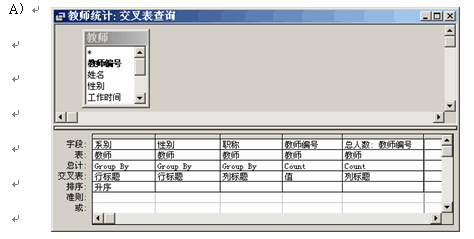 A）
教师统计: 交叉表查询
教师
*
教师编号
姓名
性别
工作时间
字段: 系别 性别 职称 教师编号 总人数: 教师编号
表: 教师 教师 教师 教师 教师
总计: Group By Group By Group By Count Count
交叉表: 行标题 行标题 列标题 值 列标题
排序: 升序
准则:
或: